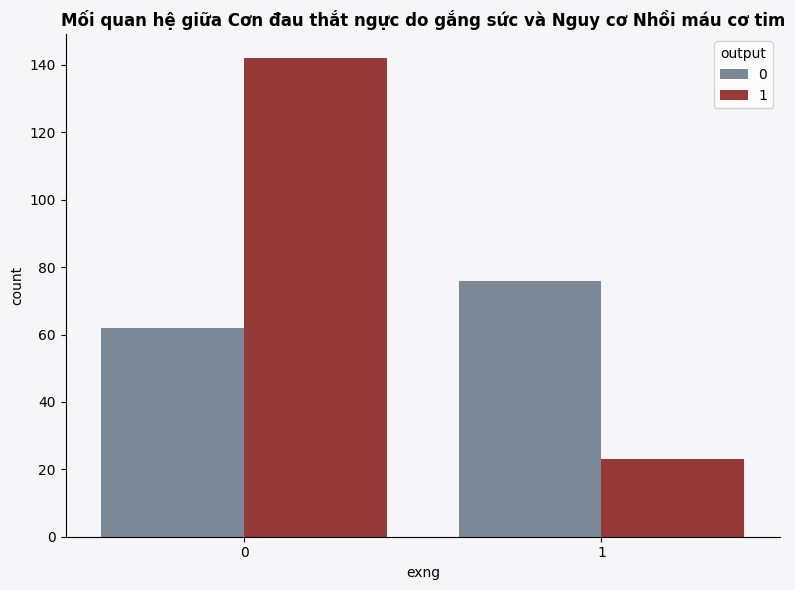 Mối quan hệ giữa Cơn đau thắt ngực do gắng sức và Nguy cơ Nhồi máu cơ tim
output
0
1
140
120
100
80
60
40
20
0
count
0 1
exng